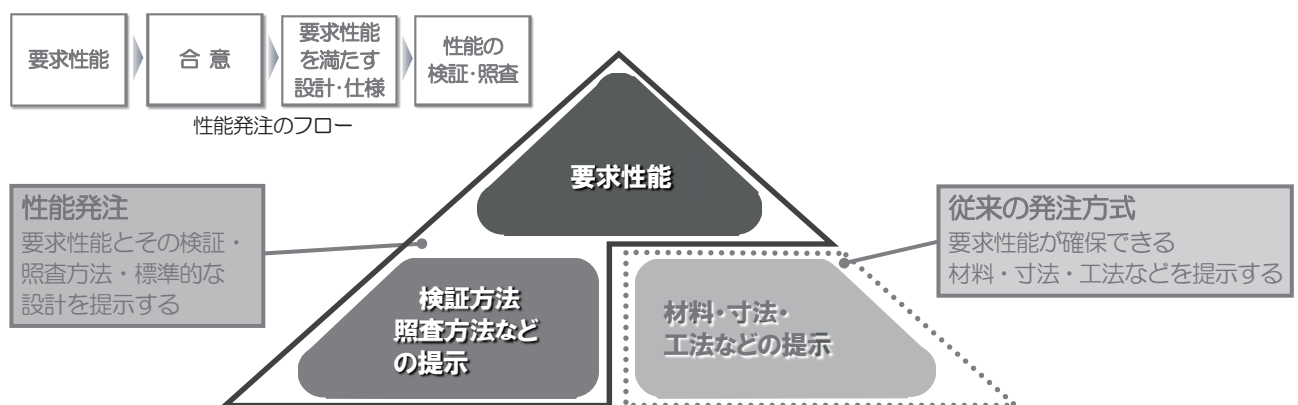 要求性能
合 意
要求性能
を満たす
設計・仕様
性能の
検証・照査
性能発注のフロー
要求性能
性能発注
要求性能とその検証・
照査方法・標準的な
設計を提示する
従来の発注方式
要求性能が確保できる
材料・寸法・工法などを提示する
検証方法
照査方法など
の提示
材料・寸法・
工法などの提示